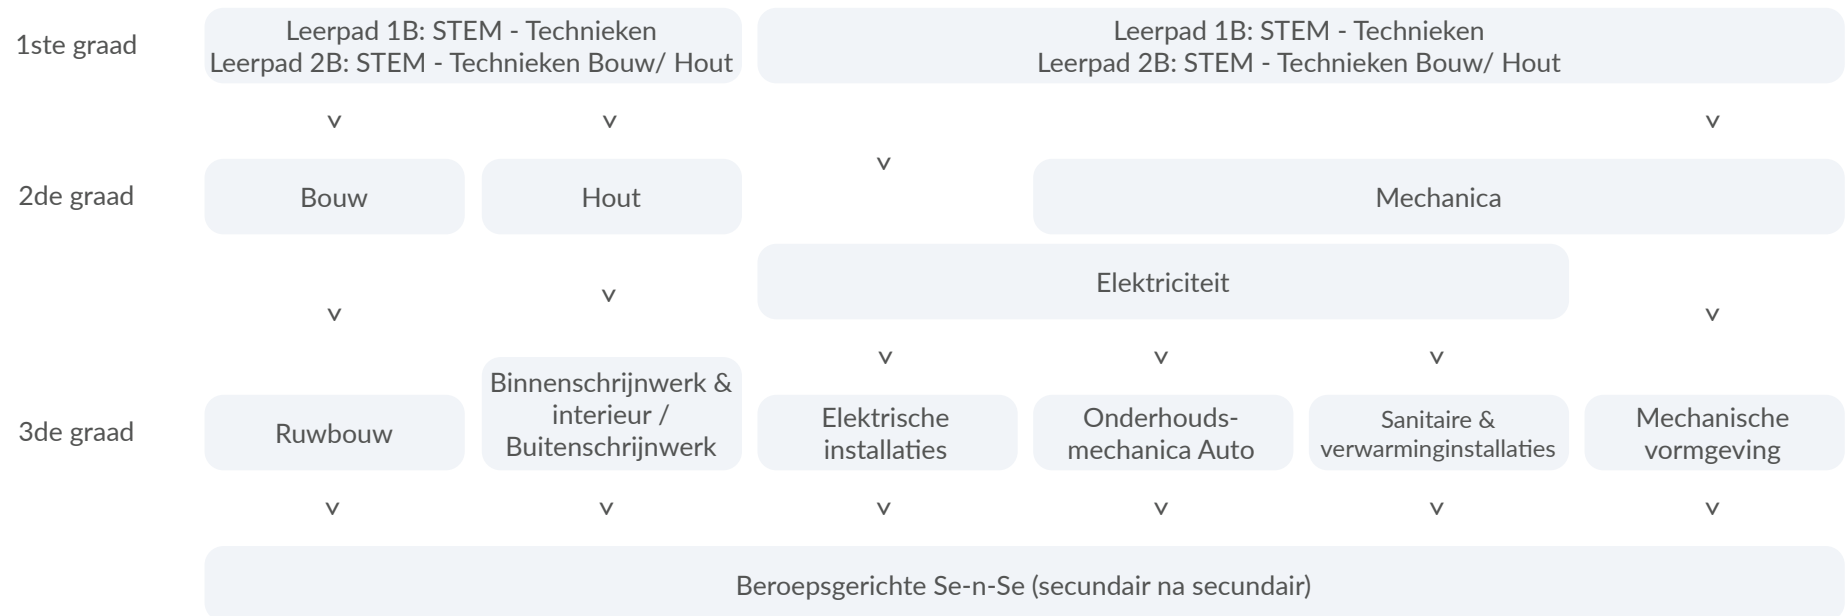 1ste graad
Leerpad 1B: STEM - Technieken
Leerpad 2B: STEM - Technieken Bouw/ Hout
Leerpad 1B: STEM - Technieken
Leerpad 2B: STEM - Technieken Bouw/ Hout
2de graad
Bouw
Hout
Mechanica
Elektriciteit
3de graad
Ruwbouw
Binnenschrijnwerk &
interieur /
Buitenschrijnwerk
Elektrische
installaties
Onderhouds-
mechanica Auto
Sanitaire &
verwarminginstallaties
Mechanische
vormgeving
Beroepsgerichte Se-n-Se (secundair na secundair)